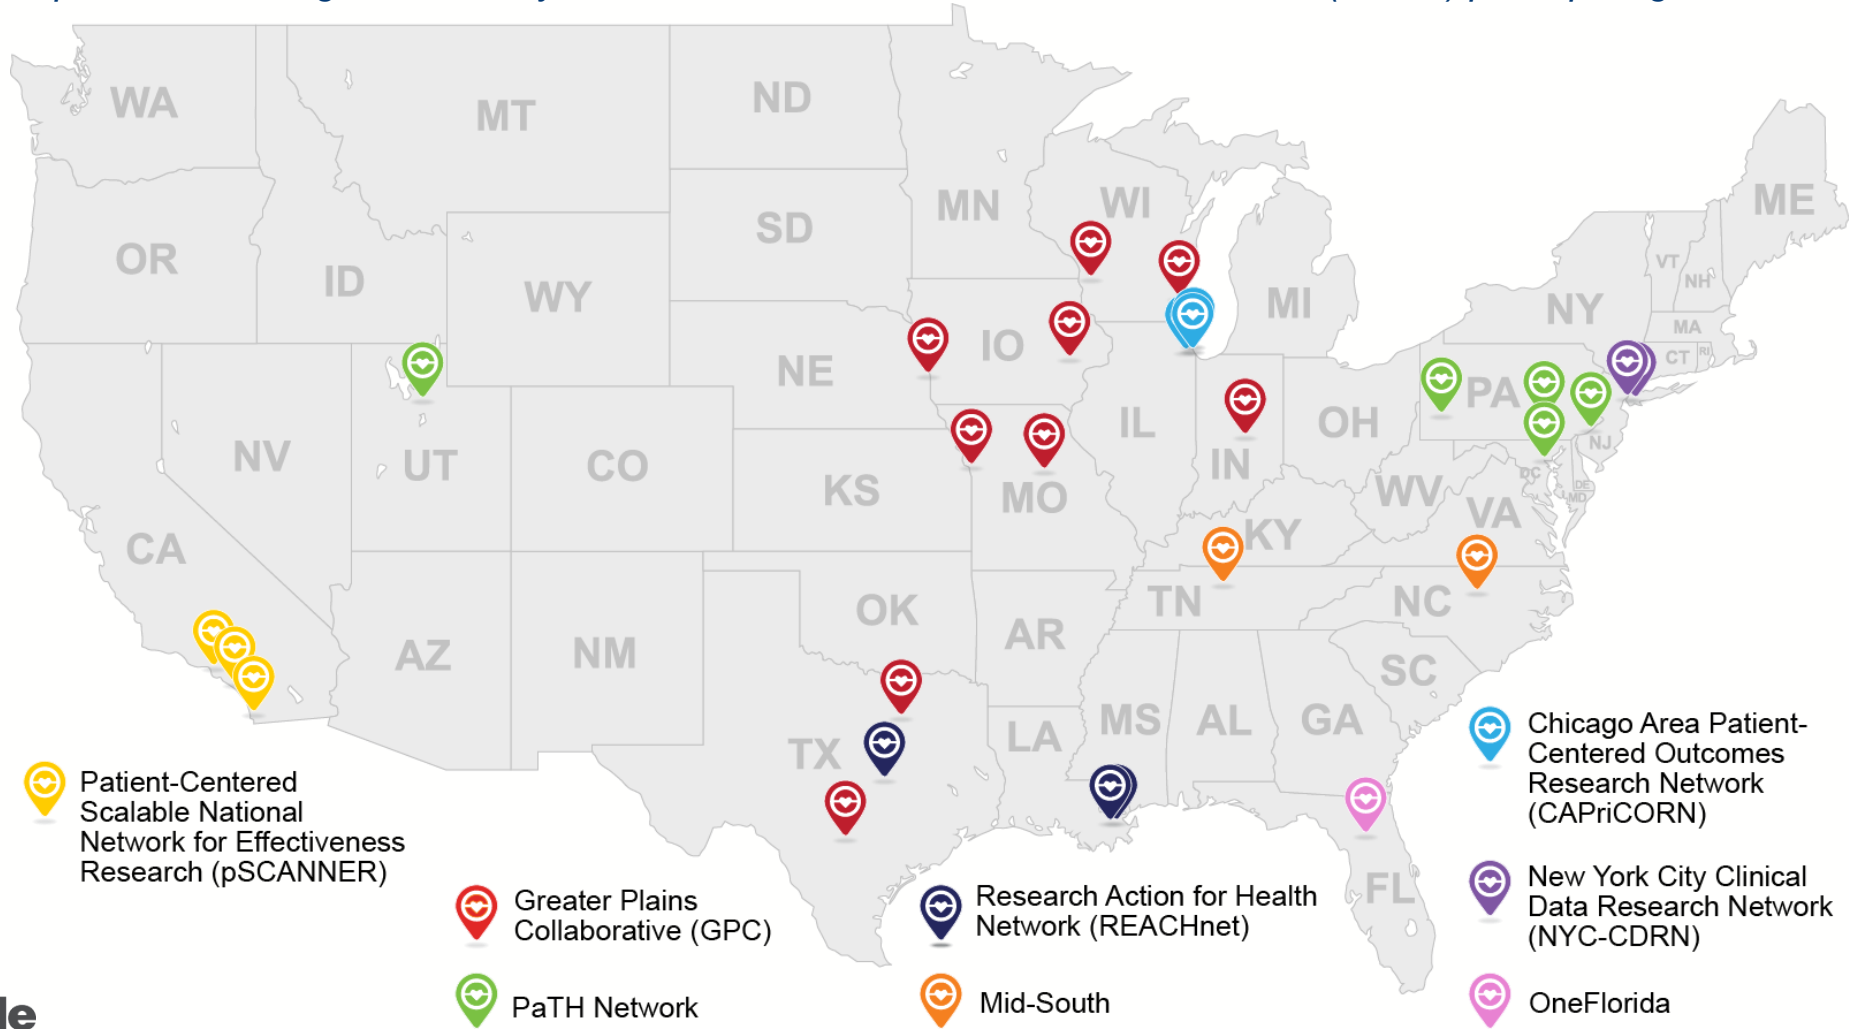 WA
MT
ND
MN
WI
ME
OR
ID
SD
WY
MI
VT
NH
NY
MA
CT
RI
NE
IO
PA
NV
UT
CO
KS
IL
IN
OH
NJ
MO
WV
DC
DE
MD
VA
KY
CA
OK
TN
NC
AZ
NM
AR
SC
TX
LA
MS
AL
GA
FL
Patient-Centered
Scalable National
Network for Effectiveness
Research (pSCANNER)
Greater Plains
Collaborative (GPC)
PaTH Network
Research Action for Health
Network (REACHnet)
Mid-South
Chicago Area Patient-
Centered Outcomes
Research Network
(CAPriCORN)
New York City Clinical
Data Research Network
(NYC-CDRN)
OneFlorida